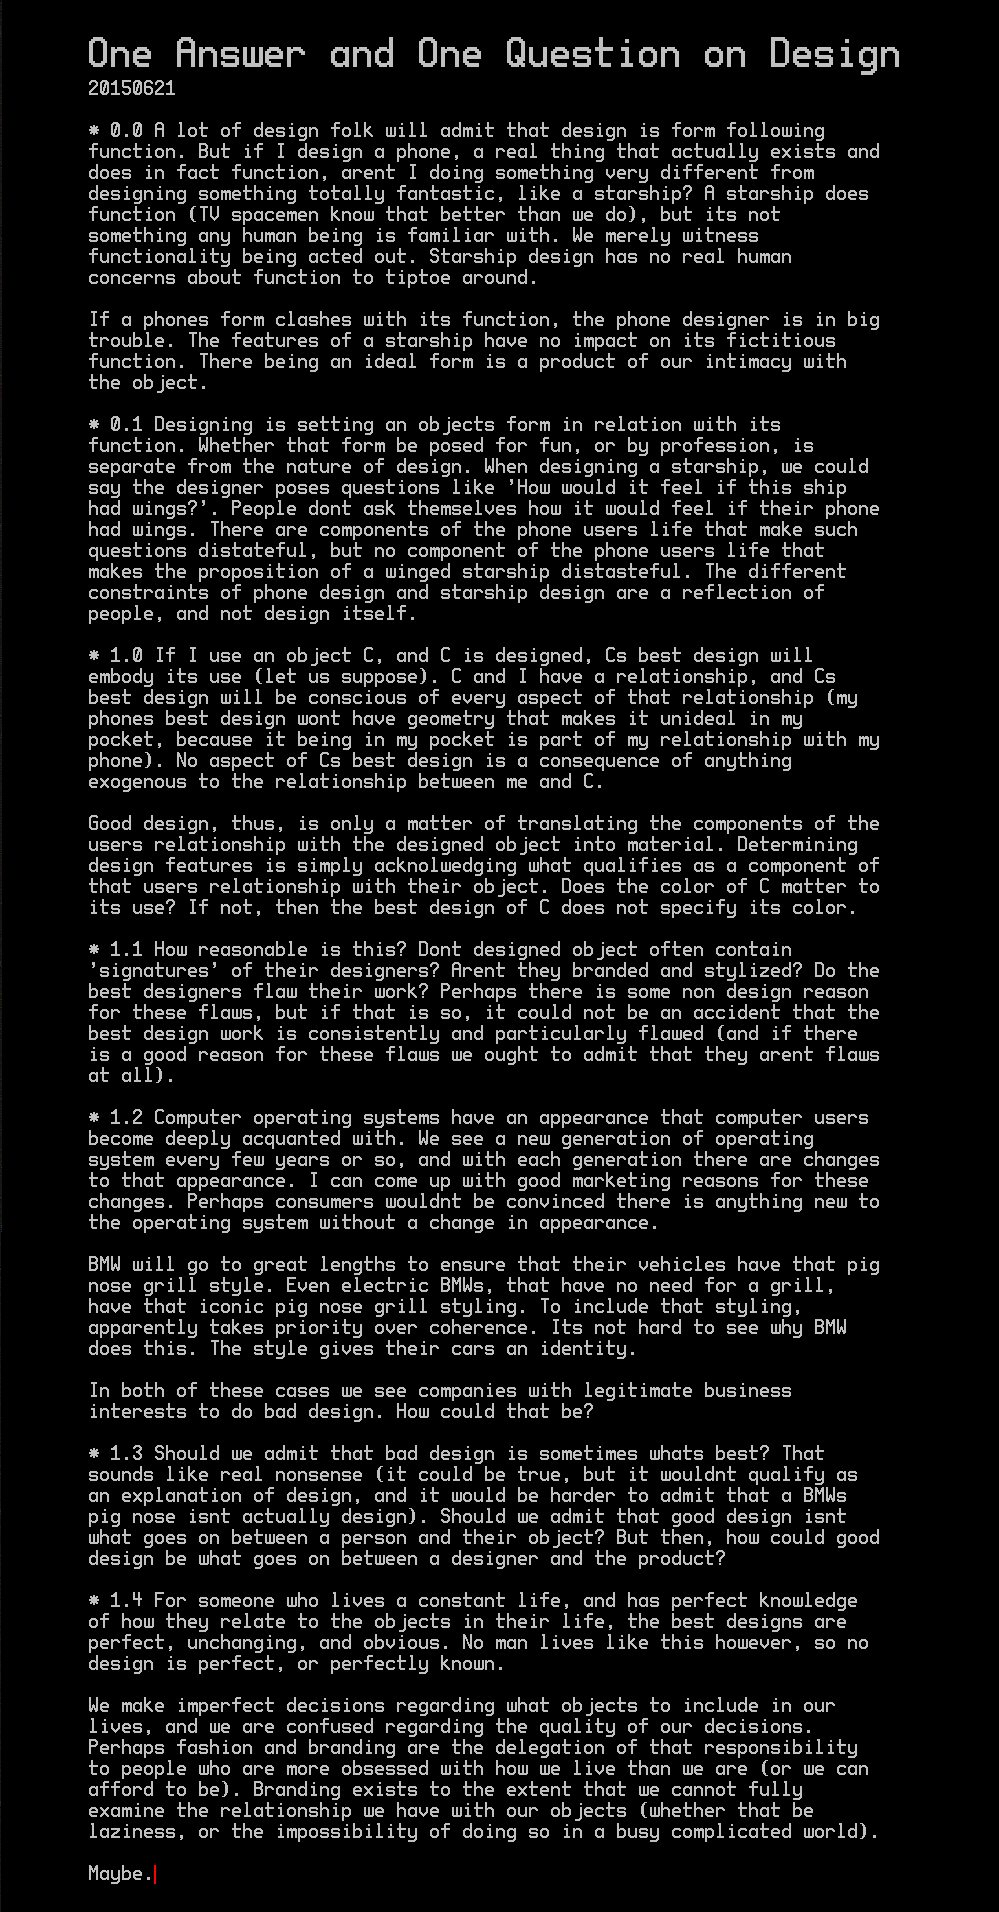 One Answer and One Question on Design
20150621
* 0.0 A lot of design folk will admit that design is form following
function. But if I design a phone, a real thing that actually exists and
does in fact function, arent I doing something very different from
designing something totally fantastic, like a starship? A starship does
function (TV spacemen know that better than we do), but its not
something any human being is familiar with. We merely witness
functionality being acted out. Starship design has no real human
concerns about function to tiptoe around.
If a phones form clashes with its function, the phone designer is in big
trouble. The features of a starship have no impact on its fictitious
function. There being an ideal form is a product of our intimacy with
the object.
* 0.1 Designing is setting an objects form in relation with its
function. Whether that form be posed for fun, or by profession, is
separate from the nature of design. When designing a starship, we could
say the designer poses questions like 'How would it feel if this ship
had wings?'. People dont ask themselves how it would feel if their phone
had wings. There are components of the phone users life that make such
questions distateful, but no component of the phone users life that
makes the proposition of a winged starship distasteful. The different
constraints of phone design and starship design are a reflection of
people, and not design itself.
* 1.0 If I use an object C, and C is designed, Cs best design will
embody its use (let us suppose). C and I have a relationship, and Cs
best design will be conscious of every aspect of that relationship (my
phones best design wont have geometry that makes it unideal in my
pocket, because it being in my pocket is part of my relationship with my
phone). No aspect of Cs best design is a consequence of anything
exogenous to the relationship between me and C.
Good design, thus, is only a matter of translating the components of the
users relationship with the designed object into material. Determining
design features is simply acknolwedging what qualifies as a component of
that users relationship with their object. Does the color of C matter to
its use? If not, then the best design of C does not specify its color.
* 1.1 How reasonable is this? Dont designed object often contain
'signatures' of their designers? Arent they branded and stylized? Do the
best designers flaw their work? Perhaps there is some non design reason
for these flaws, but if that is so, it could not be an accident that the
best design work is consistently and particularly flawed (and if there
is a good reason for these flaws we ought to admit that they arent flaws
at all).
* 1.2 Computer operating systems have an appearance that computer users
become deeply acquanted with. We see a new generation of operating
system every few years or so, and with each generation there are changes
to that appearance. I can come up with good marketing reasons for these
changes. Perhaps consumers wouldnt be convinced there is anything new to
the operating system without a change in appearance.
BMW will go to great lengths to ensure that their vehicles have that pig
nose grill style. Even electric BMWs, that have no need for a grill,
have that iconic pig nose grill styling. To include that styling,
apparently takes priority over coherence. Its not hard to see why BMW
does this. The style gives their cars an identity.
In both of these cases we see companies with legitimate business
interests to do bad design. How could that be?
* 1.3 Should we admit that bad design is sometimes whats best? That
sounds like real nonsense (it could be true, but it wouldnt qualify as
an explanation of design, and it would be harder to admit that a BMWs
pig nose isnt actually design). Should we admit that good design isnt
what goes on between a person and their object? But then, how could good
design be what goes on between a designer and the product?
* 1.4 For someone who lives a constant life, and has perfect knowledge
of how they relate to the objects in their life, the best designs are
perfect, unchanging, and obvious. No man lives like this however, so no
design is perfect, or perfectly known.
We make imperfect decisions regarding what objects to include in our
lives, and we are confused regarding the quality of our decisions.
Perhaps fashion and branding are the delegation of that responsibility
to people who are more obsessed with how we live than we are (or we can
afford to be). Branding exists to the extent that we cannot fully
examine the relationship we have with our objects (whether that be
laziness, or the impossibility of doing so in a busy complicated world).
Maybe.